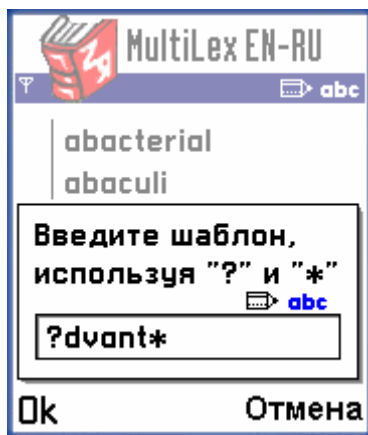 MultiLex EN-RU
abc
abacterial
abaculi
Введите шаблон,
используя "?" и "*"
abc
?dvant*
Ok Отмена